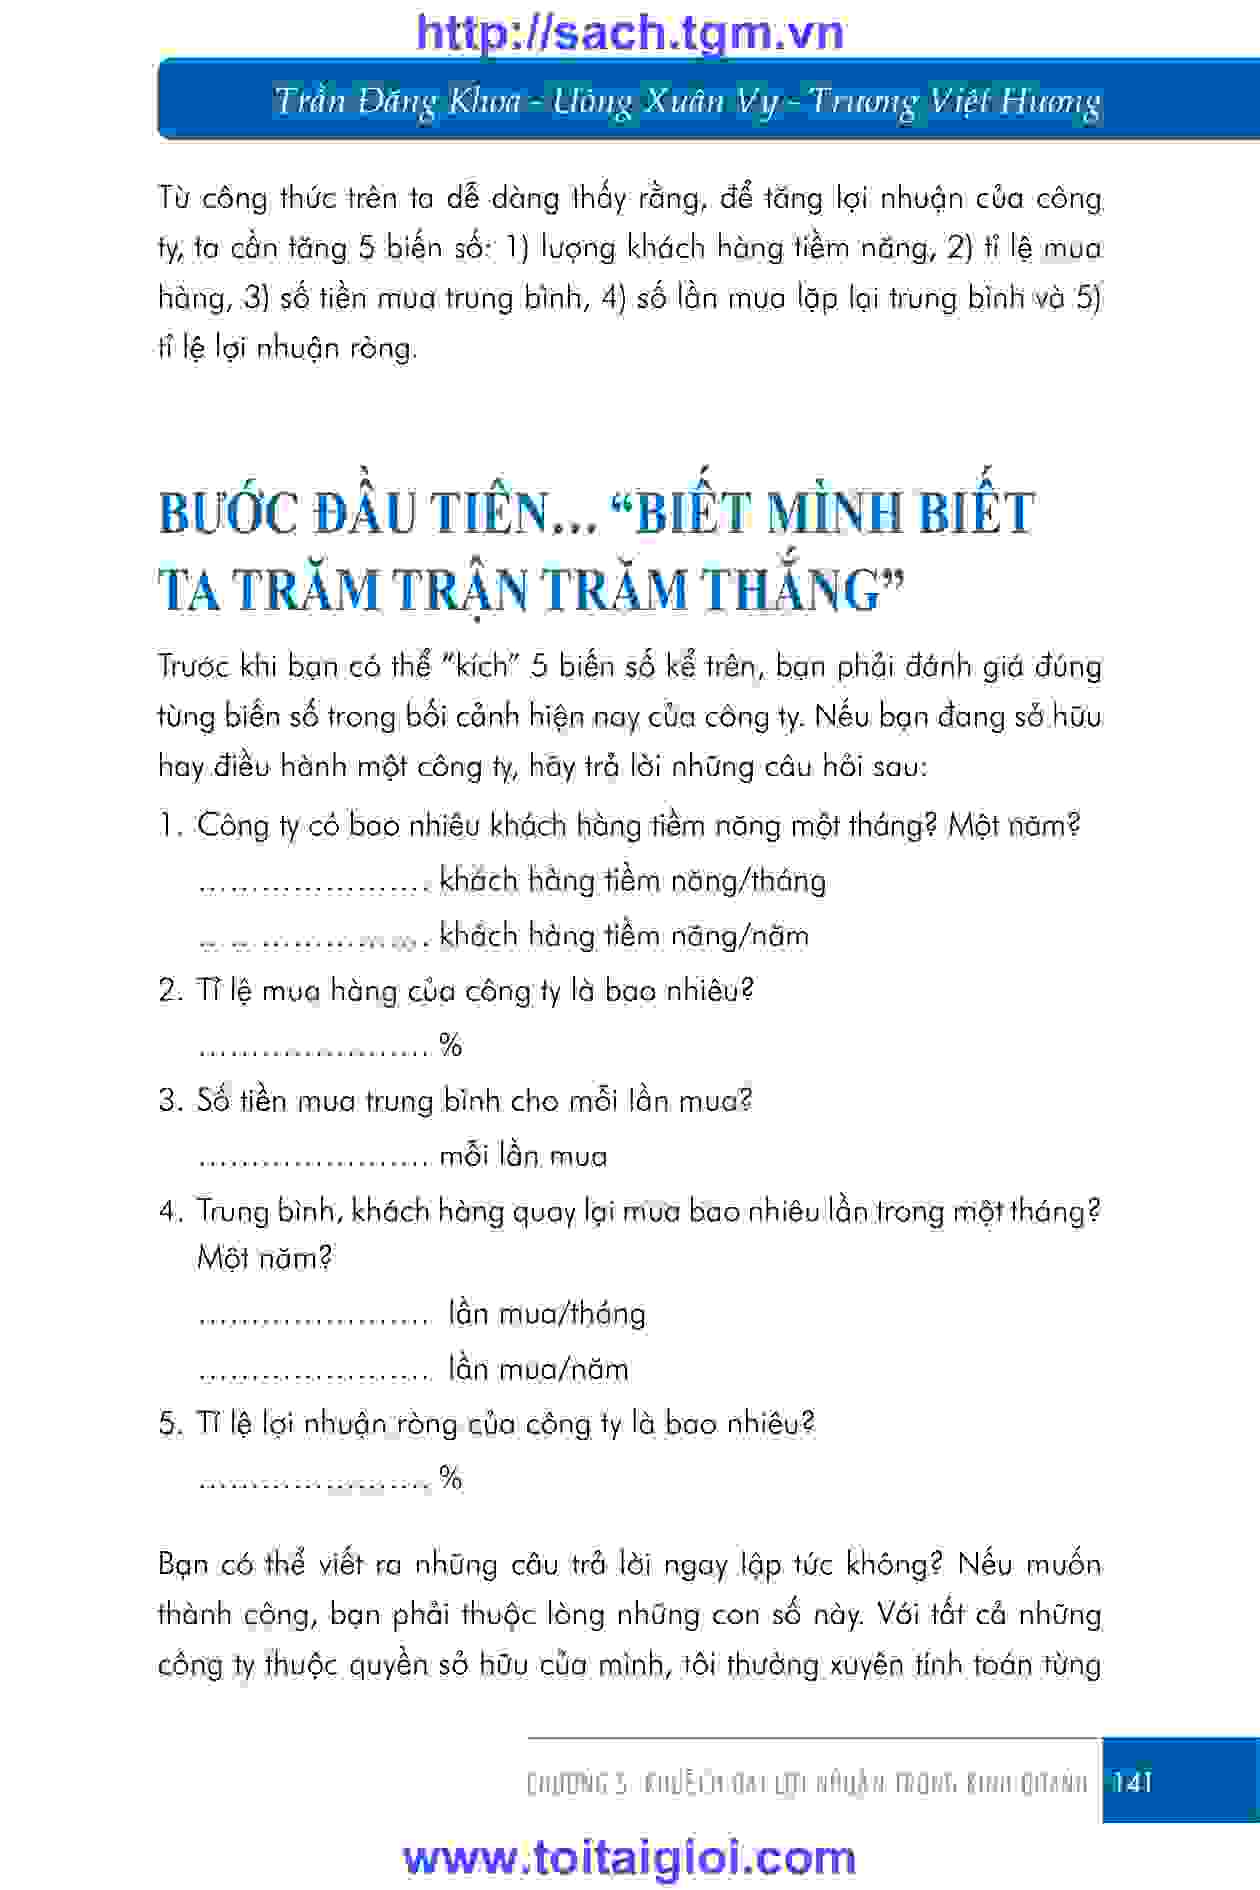 http://sach.tgm.vn
Trần Đăng Khoa - Uông Xuân Vy - Trương Việt Hương
Từ công thức trên ta dễ dàng thấy rằng, để tăng lợi nhuận của công
ty, ta cần tăng 5 biến số: 1) lượng khách hàng tiềm năng, 2) tỉ lệ mua
hàng, 3) số tiền mua trung bình, 4) số lần mua lặp lại trung bình và 5)
tỉ lệ lợi nhuận ròng.
BƯỚC ĐẦU TIÊN... “BIẾT MÌNH BIẾT
TA TRĂM TRẬN TRĂM THẮNG”
Trước khi bạn có thể “kích” 5 biến số kể trên, bạn phải đánh giá đúng
từng biến số trong bối cảnh hiện nay của công ty. Nếu bạn đang sở hữu
hay điều hành một công ty, hãy trả lời những câu hỏi sau:
1. Công ty có bao nhiêu khách hàng tiềm năng một tháng? Một năm?
...................... khách hàng tiềm năng/tháng
...................... khách hàng tiềm năng/năm
2. Tỉ lệ mua hàng của công ty là bao nhiêu?
...................... %
3. Số tiền mua trung bình cho mỗi lần mua?
...................... mỗi lần mua
4. Trung bình, khách hàng quay lại mua bao nhiêu lần trong một tháng?
Một năm?
...................... lần mua/tháng
...................... lần mua/năm
5. Tỉ lệ lợi nhuận ròng của công ty là bao nhiêu?
...................... %
Bạn có thể viết ra những câu trả lời ngay lập tức không? Nếu muốn
thành công, bạn phải thuộc lòng những con số này. Với tất cả những
công ty thuộc quyền sở hữu của mình, tôi thường xuyên tính toán từng
CHƯƠNG 5: KHUẾCH ĐẠI LỢI NHUẬN TRONG KINH DOANH 141
www.toitaigioi.com